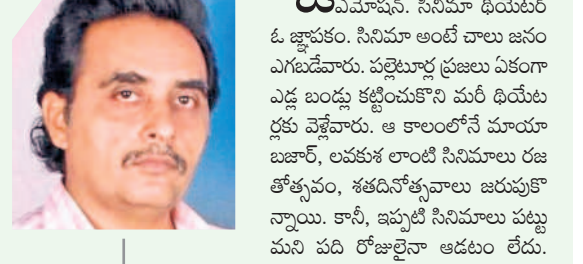 ఎమోషన్. సినిమా థియేటర్
ఓ జ్ఞాపకం. సినిమా అంటే చాలు జనం
ఎగబడేవారు. పల్లెటూర్ల ప్రజలు ఏకంగా
ఎడ్ల బండ్లు కట్టించుకొని మరీ థియేట
ర్లకు వెళ్లేవారు. ఆ కాలంలోనే మాయా
బజార్, లవకుశ లాంటి సినిమాలు రజ
తోత్సవం, శతదినోత్సవాలు జరుపుకొ
న్నాయి. కానీ, ఇప్పటి సినిమాలు పట్టు
మని పది రోజులైనా ఆడటం లేదు.